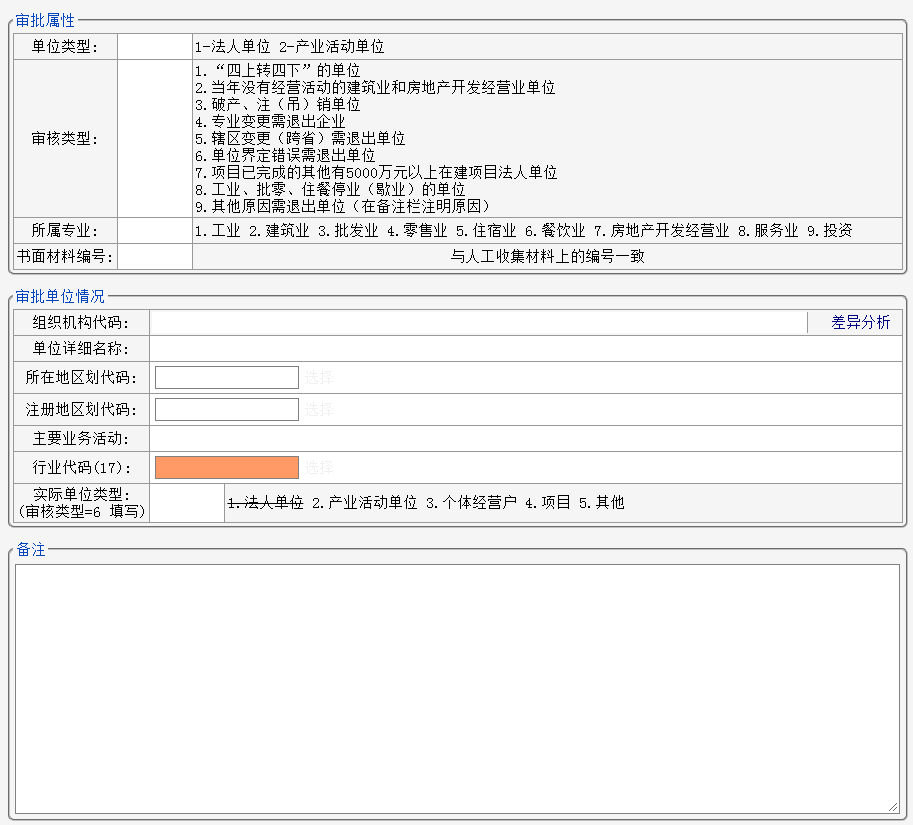 审批属性
单位类型: 1-法人单位 2-产业活动单位
审核类型:
1.“四上转四下”的单位
2.当年没有经营活动的建筑业和房地产开发经营业单位
3.破产、注（吊）销单位
4.专业变更需退出企业
5.辖区变更（跨省）需退出单位
6.单位界定错误需退出单位
7.项目已完成的其他有5000万元以上在建项目法人单位
8.工业、批零、住餐停业（歇业）的单位
9.其他原因需退出单位（在备注栏注明原因）
所属专业: 1.工业 2.建筑业 3.批发业 4.零售业 5.住宿业 6.餐饮业 7.房地产开发经营业 8.服务业 9.投资
书面材料编号: 与人工收集材料上的编号一致
审批单位情况
组织机构代码: 差异分析
单位详细名称:
所在地区划代码: 选择
注册地区划代码: 选择
主要业务活动:
行业代码(17): 选择
实际单位类型:
(审核类型=6 填写)
1.法人单位 2.产业活动单位 3.个体经营户 4.项目 5.其他
备注